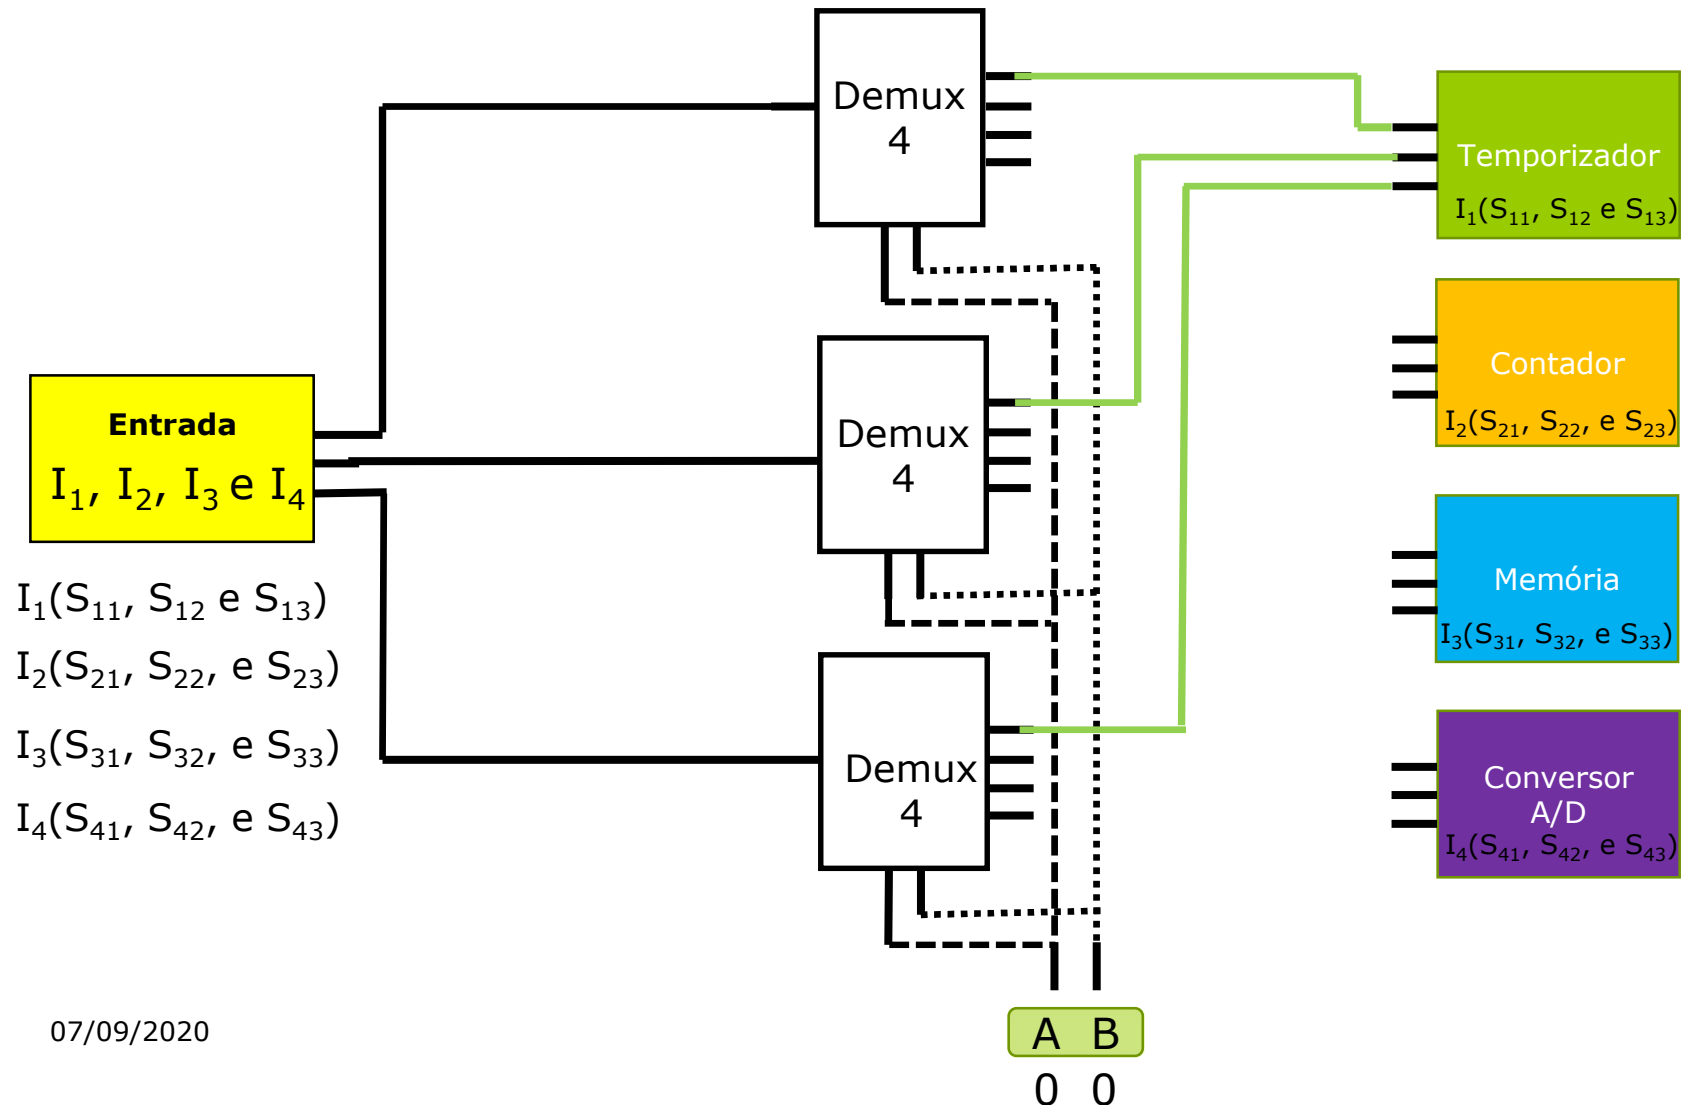 Demux
4
Temporizador
I₁(S₁₁, S₁₂ e S₁₃)
Contador
I₂(S₂₁, S₂₂, e S₂₃)
Entrada
I₁, I₂, I₃ e I₄
Demux
4
Memória
I₃(S₃₁, S₃₂, e S₃₃)
I₁(S₁₁, S₁₂ e S₁₃)
I₂(S₂₁, S₂₂, e S₂₃)
I₃(S₃₁, S₃₂, e S₃₃)
I₄(S₄₁, S₄₂, e S₄₃)
Demux
4
Conversor
A/D
I₄(S₄₁, S₄₂, e S₄₃)
07/09/2020
A B
0 0